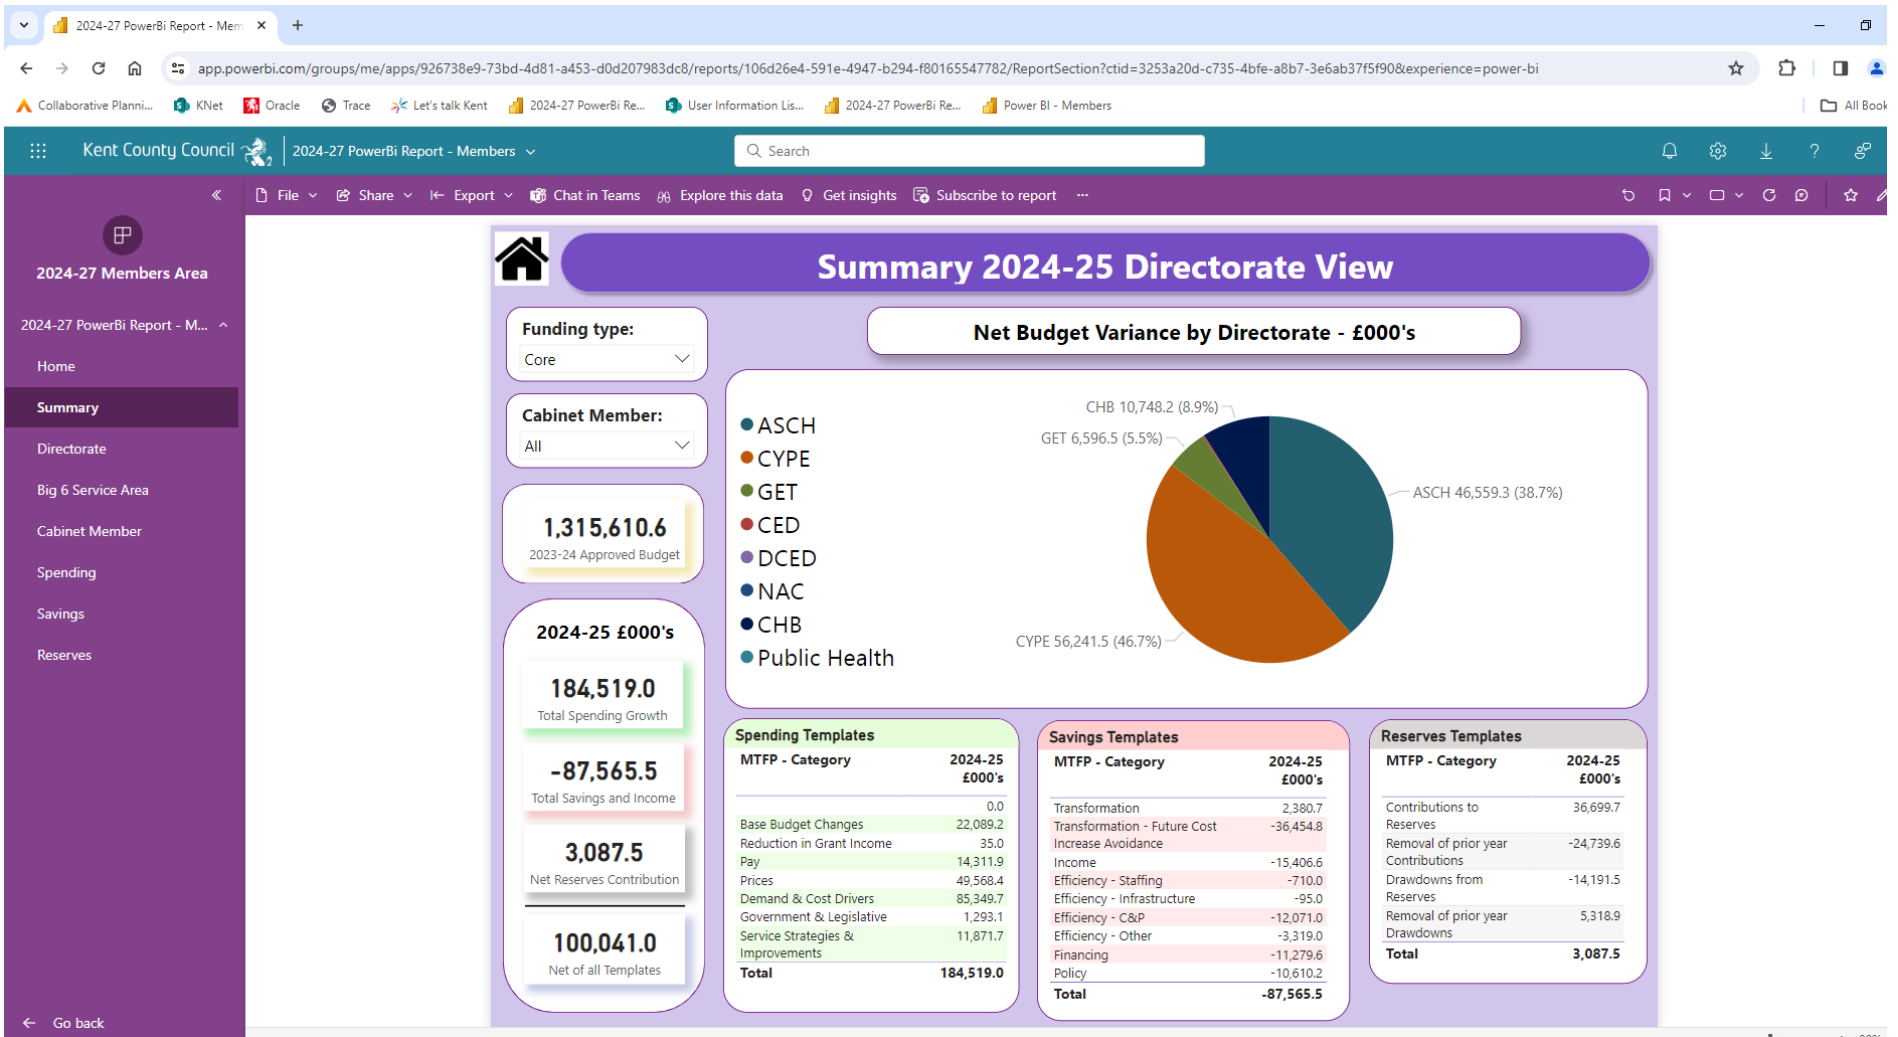 2024-27 PowerBi Report - Mem
app.powerbi.com/groups/me/apps/926738e9-73bd-4d81-a453-d0d207983dc8/reports/106d26e4-591e-4947-b294-f80165547782/ReportSection?ctid=3253a20d-c735-4bfe-a8b7-3e6ab37f5f90&experience=power-bi
Collaborative Planni... KNet Oracle Trace Let's talk Kent 2024-27 PowerBi Re... User Information Lis... 2024-27 PowerBi Re... Power BI - Members All Book
Kent County Council 2024-27 PowerBi Report - Members Search
File Share Export Chat in Teams Explore this data Get insights Subscribe to report ...
2024-27 Members Area
2024-27 PowerBi Report - M...
Home
Summary
Directorate
Big 6 Service Area
Cabinet Member
Spending
Savings
Reserves
Go back
Summary 2024-25 Directorate View
Funding type:
Core
Cabinet Member:
All
1,315,610.6
2023-24 Approved Budget
2024-25 £000's
184,519.0
Total Spending Growth
-87,565.5
Total Savings and Income
3,087.5
Net Reserves Contribution
100,041.0
Net of all Templates
Net Budget Variance by Directorate - £000's
ASCH
CYPE
GET
CED
DCED
NAC
CHB
Public Health
CHB 10,748.2 (8.9%)
GET 6,596.5 (5.5%)
ASCH 46,559.3 (38.7%)
CYPE 56,241.5 (46.7%)
Spending Templates
MTFP - Category 2024-25
£000's
0.0
Base Budget Changes 22,089.2
Reduction in Grant Income 35.0
Pay 14,311.9
Prices 49,568.4
Demand & Cost Drivers 85,349.7
Government & Legislative 1,293.1
Service Strategies & 11,871.7
Improvements
Total 184,519.0
Savings Templates
MTFP - Category 2024-25
£000's
Transformation 2,380.7
Transformation - Future Cost -36,454.8
Increase Avoidance
Income -15,406.6
Efficiency - Staffing -710.0
Efficiency - Infrastructure -95.0
Efficiency - C&P -12,071.0
Efficiency - Other -3,319.0
Financing -11,279.6
Policy -10,610.2
Total -87,565.5
Reserves Templates
MTFP - Category 2024-25
£000's
Contributions to 36,699.7
Reserves
Removal of prior year -24,739.6
Contributions
Drawdowns from -14,191.5
Reserves
Removal of prior year 5,318.9
Drawdowns
Total 3,087.5